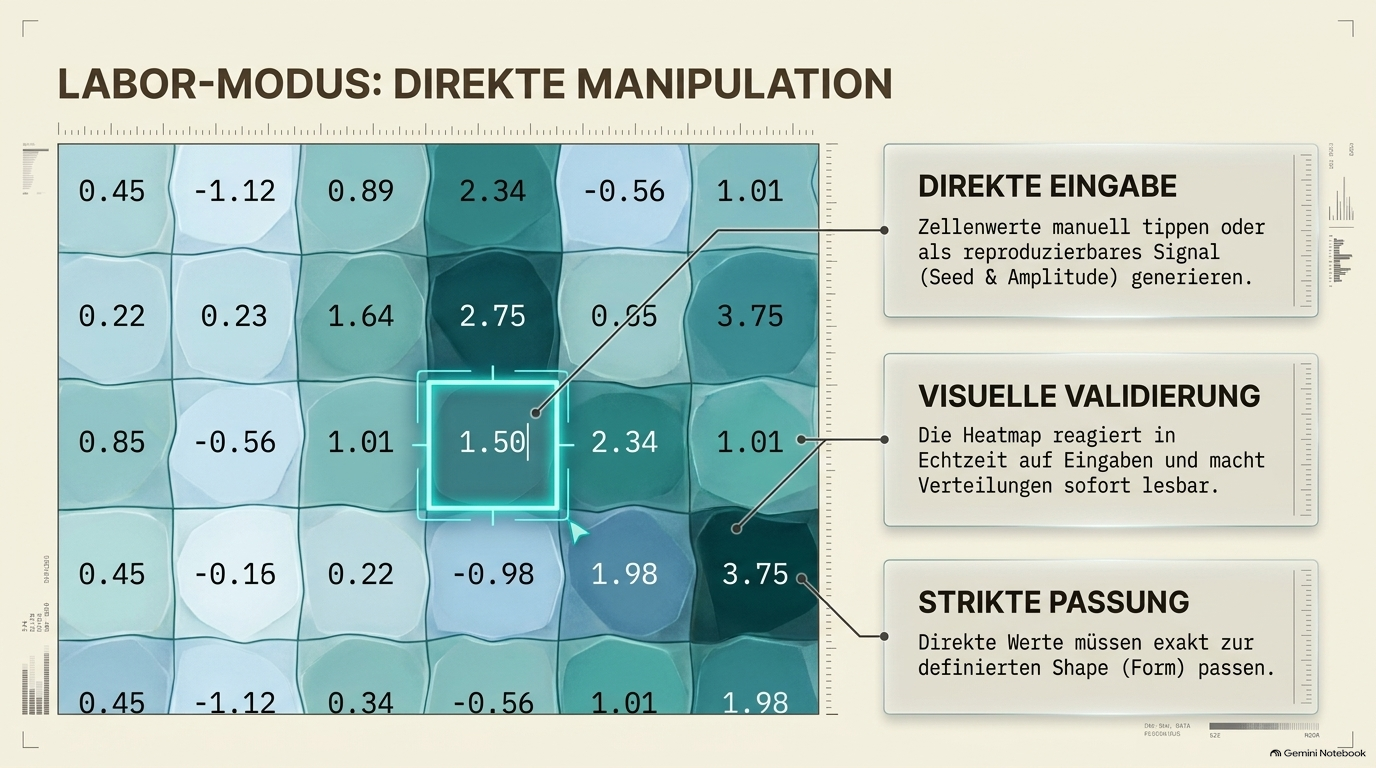 LABOR-MODUS: DIREKTE MANIPULATION
0.45 -1.12 0.89 2.34 -0.56 1.01
0.22 0.23 1.64 2.75 0.85 3.75
0.85 -0.56 1.01 1.50 2.34 1.01
0.45 -0.16 0.22 -0.98 1.98 3.75
0.45 -1.12 0.34 -0.56 1.01 1.98
DIREKTE EINGABE
Zellenwerte manuell tippen oder
als reproduzierbares Signal
(Seed & Amplitude) generieren.
VISUELLE VALIDIERUNG
Die Heatmap reagiert in
Echtzeit auf Eingaben und macht
Verteilungen sofort lesbar.
STRIKTE PASSUNG
Direkte Werte müssen exakt zur
definierten Shape (Form) passen.
Gemini Notebook